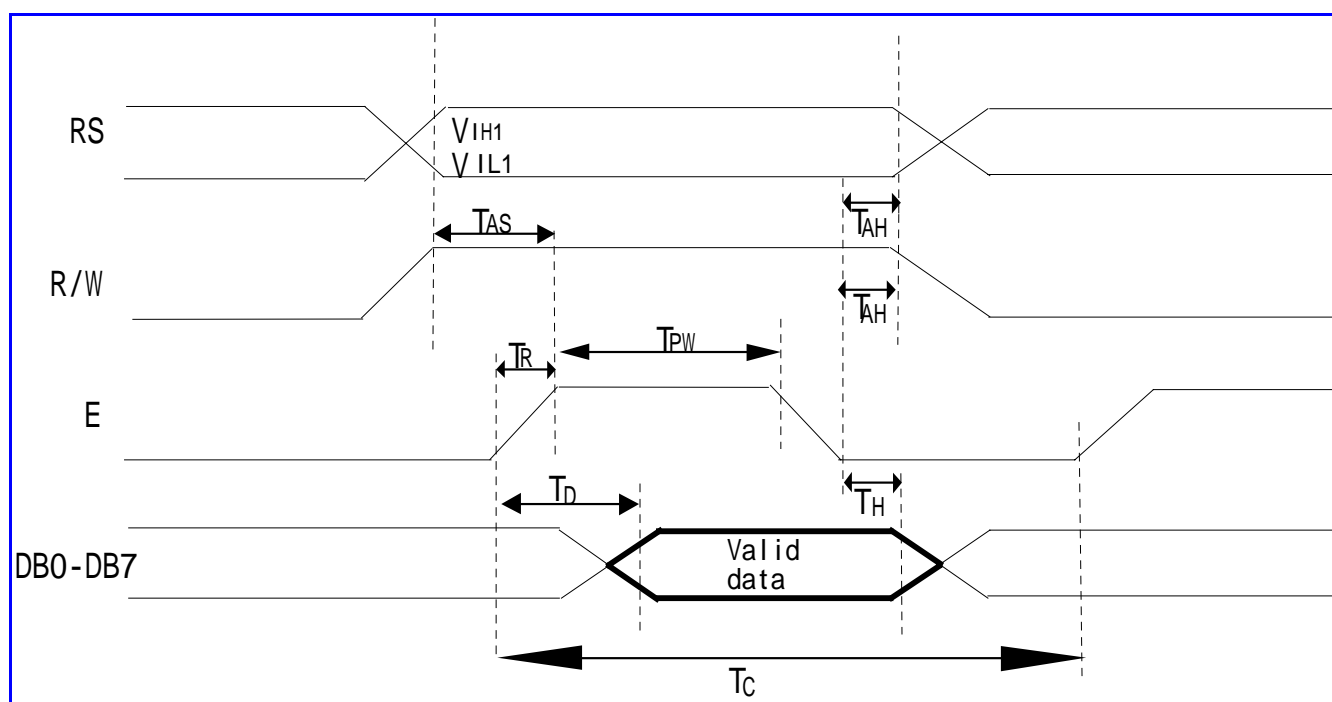 RS
VIH1
VIL1
TAS
TAH
R/W
TAH
TPW
TR
E
TD
TH
DB0-DB7
Valid
data
TC